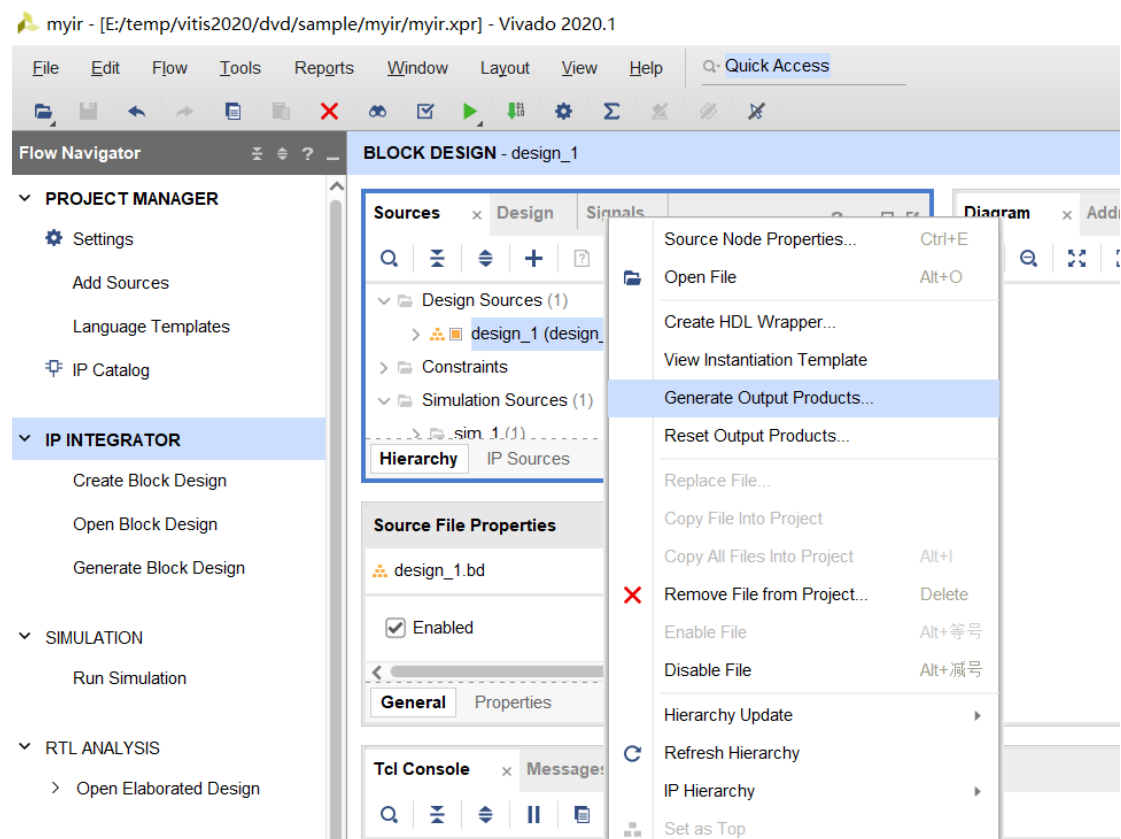 myir - [E:/temp/vitis2020/dvd/sample/myir/myir.xpr] - Vivado 2020.1
File Edit Flow Tools Reports Window Layout View Help Quick Access
Flow Navigator
BLOCK DESIGN - design_1
PROJECT MANAGER
Settings
Add Sources
Language Templates
IP Catalog
IP INTEGRATOR
Create Block Design
Open Block Design
Generate Block Design
SIMULATION
Run Simulation
RTL ANALYSIS
Open Elaborated Design
Sources Design Signals
Design Sources (1)
design_1 (design_
Constraints
Simulation Sources (1)
sim_1 (1)
Hierarchy IP Sources
Source File Properties
design_1.bd
Enabled
General Properties
Tcl Console Messages
Source Node Properties... Ctrl+E
Open File Alt+O
Create HDL Wrapper...
View Instantiation Template
Generate Output Products...
Reset Output Products...
Replace File...
Copy File Into Project
Copy All Files Into Project Alt+I
Remove File from Project... Delete
Enable File Alt+等号
Disable File Alt+减号
Hierarchy Update
Refresh Hierarchy
IP Hierarchy
Set as Top
Diagram